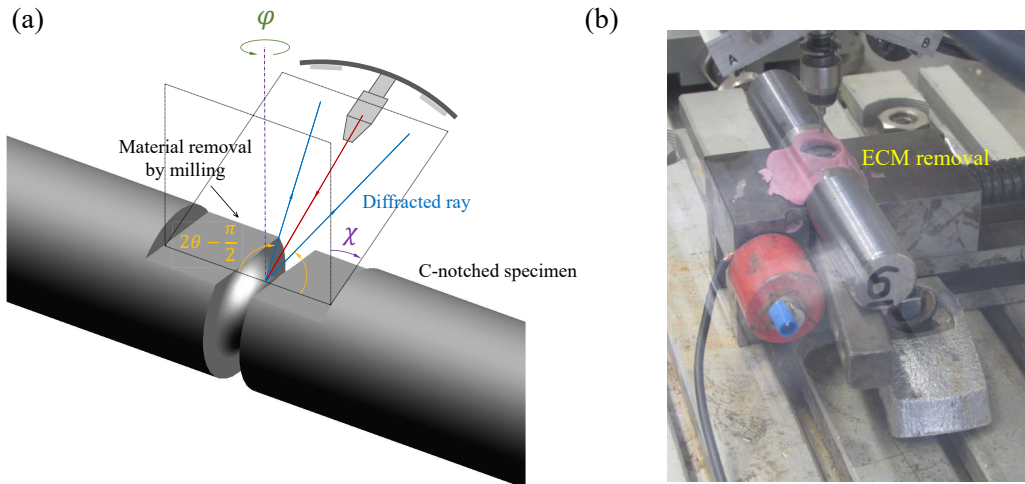 (a)
φ
Material removal
by milling
Diffracted ray
2θ − π/2
χ
C-notched specimen
(b)
A
B
ECM removal
6